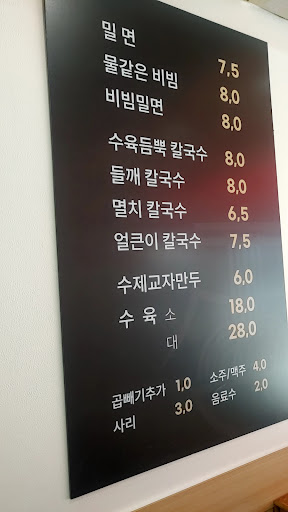 밀 면 7,5
물같은 비빔 8,0
비빔밀면 8,0
수육듬뿍 칼국수 8,0
들깨 칼국수 8,0
멸치 칼국수 6,5
얼큰이 칼국수 7,5
수제교자만두 6,0
수 육 소 18,0
대 28,0
곱빼기추가 1,0 소주/맥주 4,0
사리 3,0 음료수 2,0